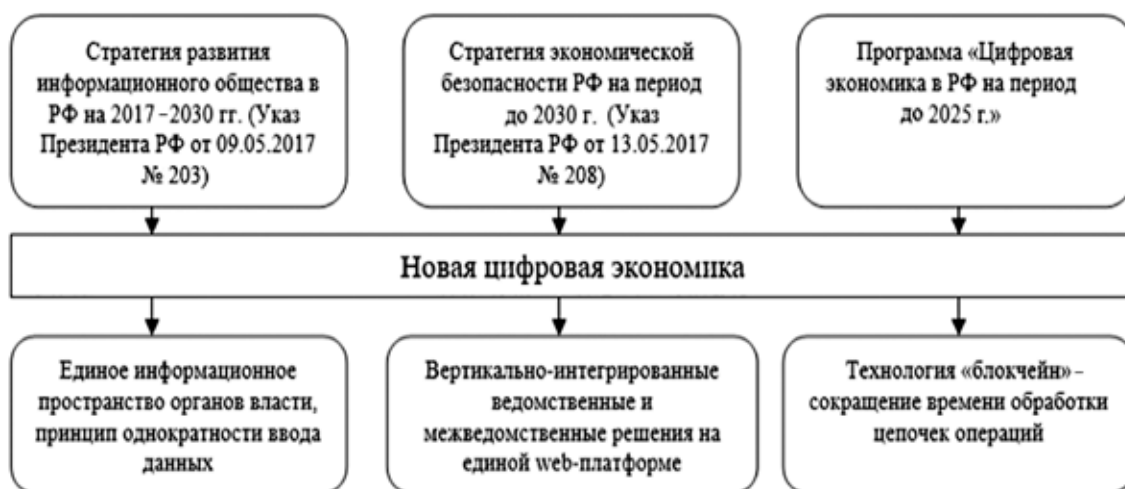 Стратегия развития
информационного общества в
РФ на 2017 –2030 гг. (Указ
Президента РФ от 09.05.2017
№ 203)
Стратегия экономической
безопасности РФ на период
до 2030 г. (Указ
Президента РФ от 13.05.2017
№ 208)
Программа «Цифровая
экономика в РФ на период
до 2025 г.»
Новая цифровая экономика
Единое информационное
пространство органов власти,
принцип однократности ввода
данных
Вертикально-интегрированные
ведомственные и
межведомственные решения на
единой web-платформе
Технология «блокчейн» –
сокращение времени обработки
цепочек операций